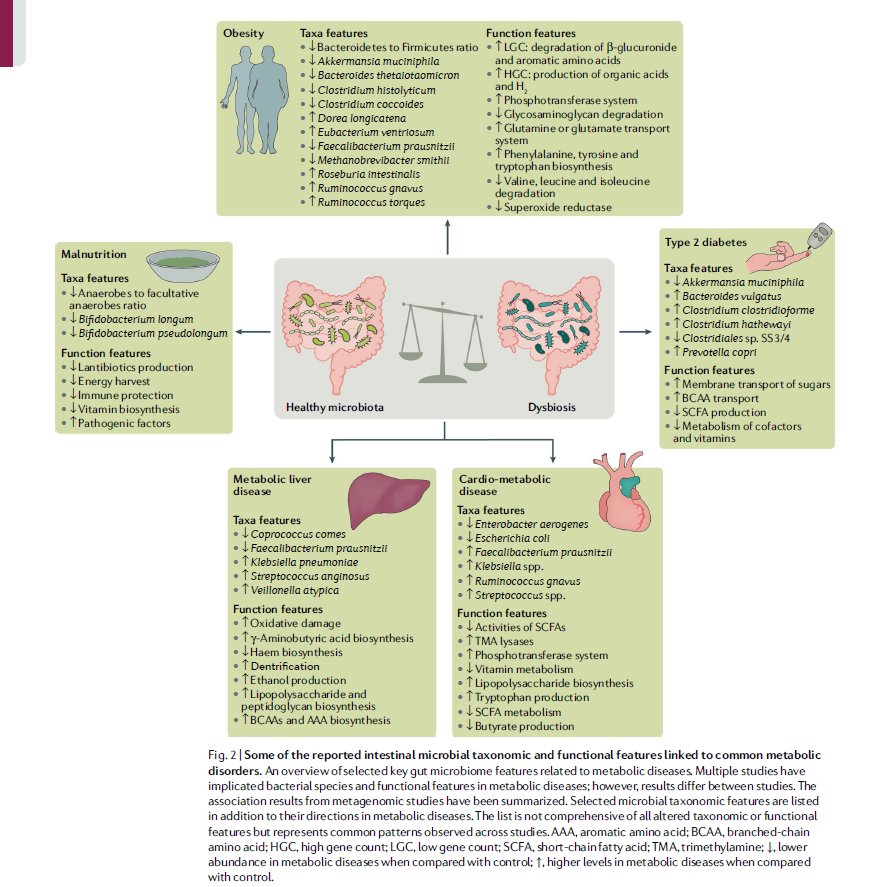 Obesity
Taxa features
• ↓Bacteroidetes to Firmicutes ratio
• ↓Akkermansia muciniphila
• ↓Bacteroides thetaiotaomicron
• ↓Clostridium histolyticum
• ↓Clostridium coccoides
• ↑Dorea longicatena
• ↑Eubacterium ventriosum
• ↓Faecalibacterium prausnitzii
• ↓Methanobrevibacter smithii
• ↑Roseburia intestinalis
• ↑Ruminococcus gnavus
• ↑Ruminococcus torques
Function features
• ↑LGC: degradation of β-glucuronide
and aromatic amino acids
• ↑HGC: production of organic acids
and H2
• ↑Phosphotransferase system
• ↓Glycosaminoglycan degradation
• ↑Glutamine or glutamate transport
system
• ↑Phenylalanine, tyrosine and
tryptophan biosynthesis
• ↓Valine, leucine and isoleucine
degradation
• ↓Superoxide reductase
Malnutrition
Taxa features
• ↓Anaerobes to facultative
anaerobes ratio
• ↓Bifidobacterium longum
• ↓Bifidobacterium pseudolongum
Function features
• ↓Lantibiotics production
• ↓Energy harvest
• ↓Immune protection
• ↓Vitamin biosynthesis
• ↑Pathogenic factors
Healthy microbiota
Dysbiosis
Type 2 diabetes
Taxa features
• ↓Akkermansia muciniphila
• ↑Bacteroides vulgatus
• ↑Clostridium clostridioforme
• ↑Clostridium hathewayi
• ↓Clostridiales sp. SS3/4
• ↑Prevotella copri
Function features
• ↑Membrane transport of sugars
• ↑BCAA transport
• ↓SCFA production
• ↓Metabolism of cofactors
and vitamins
Metabolic liver
disease
Taxa features
• ↓Coprococcus comes
• ↓Faecalibacterium prausnitzii
• ↑Klebsiella pneumoniae
• ↑Streptococcus anginosus
• ↑Veillonella atypica
Function features
• ↑Oxidative damage
• ↑γ-Aminobutyric acid biosynthesis
• ↓Haem biosynthesis
• ↑Dentrification
• ↑Ethanol production
• ↑Lipopolysaccharide and
peptidoglycan biosynthesis
• ↑BCAAs and AAA biosynthesis
Cardio-metabolic
disease
Taxa features
• ↓Enterobacter aerogenes
• ↓Escherichia coli
• ↑Faecalibacterium prausnitzii
• ↑Klebsiella spp.
• ↑Ruminococcus gnavus
• ↑Streptococcus spp.
Function features
• ↓Activities of SCFAs
• ↑TMA lysases
• ↑Phosphotransferase system
• ↓Vitamin metabolism
• ↑Lipopolysaccharide biosynthesis
• ↑Tryptophan production
• ↓SCFA metabolism
• ↓Butyrate production
Fig. 2 | Some of the reported intestinal microbial taxonomic and functional features linked to common metabolic
disorders. An overview of selected key gut microbiome features related to metabolic diseases. Multiple studies have
implicated bacterial species and functional features in metabolic diseases; however, results differ between studies. The
association results from metagenomic studies have been summarized. Selected microbial taxonomic features are listed
in addition to their directions in metabolic diseases. The list is not comprehensive of all altered taxonomic or functional
features but represents common patterns observed across studies. AAA, aromatic amino acid; BCAA, branched-chain
amino acid; HGC, high gene count; LGC, low gene count; SCFA, short-chain fatty acid; TMA, trimethylamine; ↓, lower
abundance in metabolic diseases when compared with control; ↑, higher levels in metabolic diseases when compared
with control.